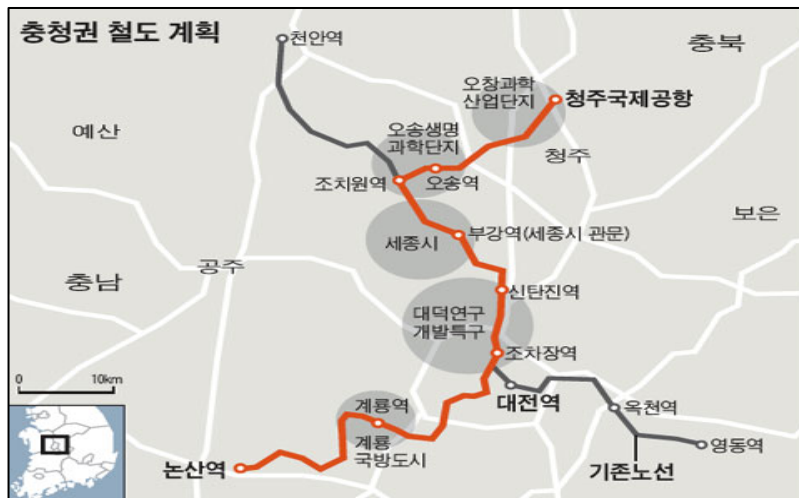 충청권 철도 계획
천안역
충북
오창과학
산업단지
청주국제공항
예산
오송생명
과학단지
청주
조치원역
오송역
보은
세종시
부강역(세종시 관문)
공주
충남
신탄진역
대덕연구
개발특구
조차장역
0
10km
대전역
계룡역
옥천역
계룡
국방도시
영동역
논산역
기존노선